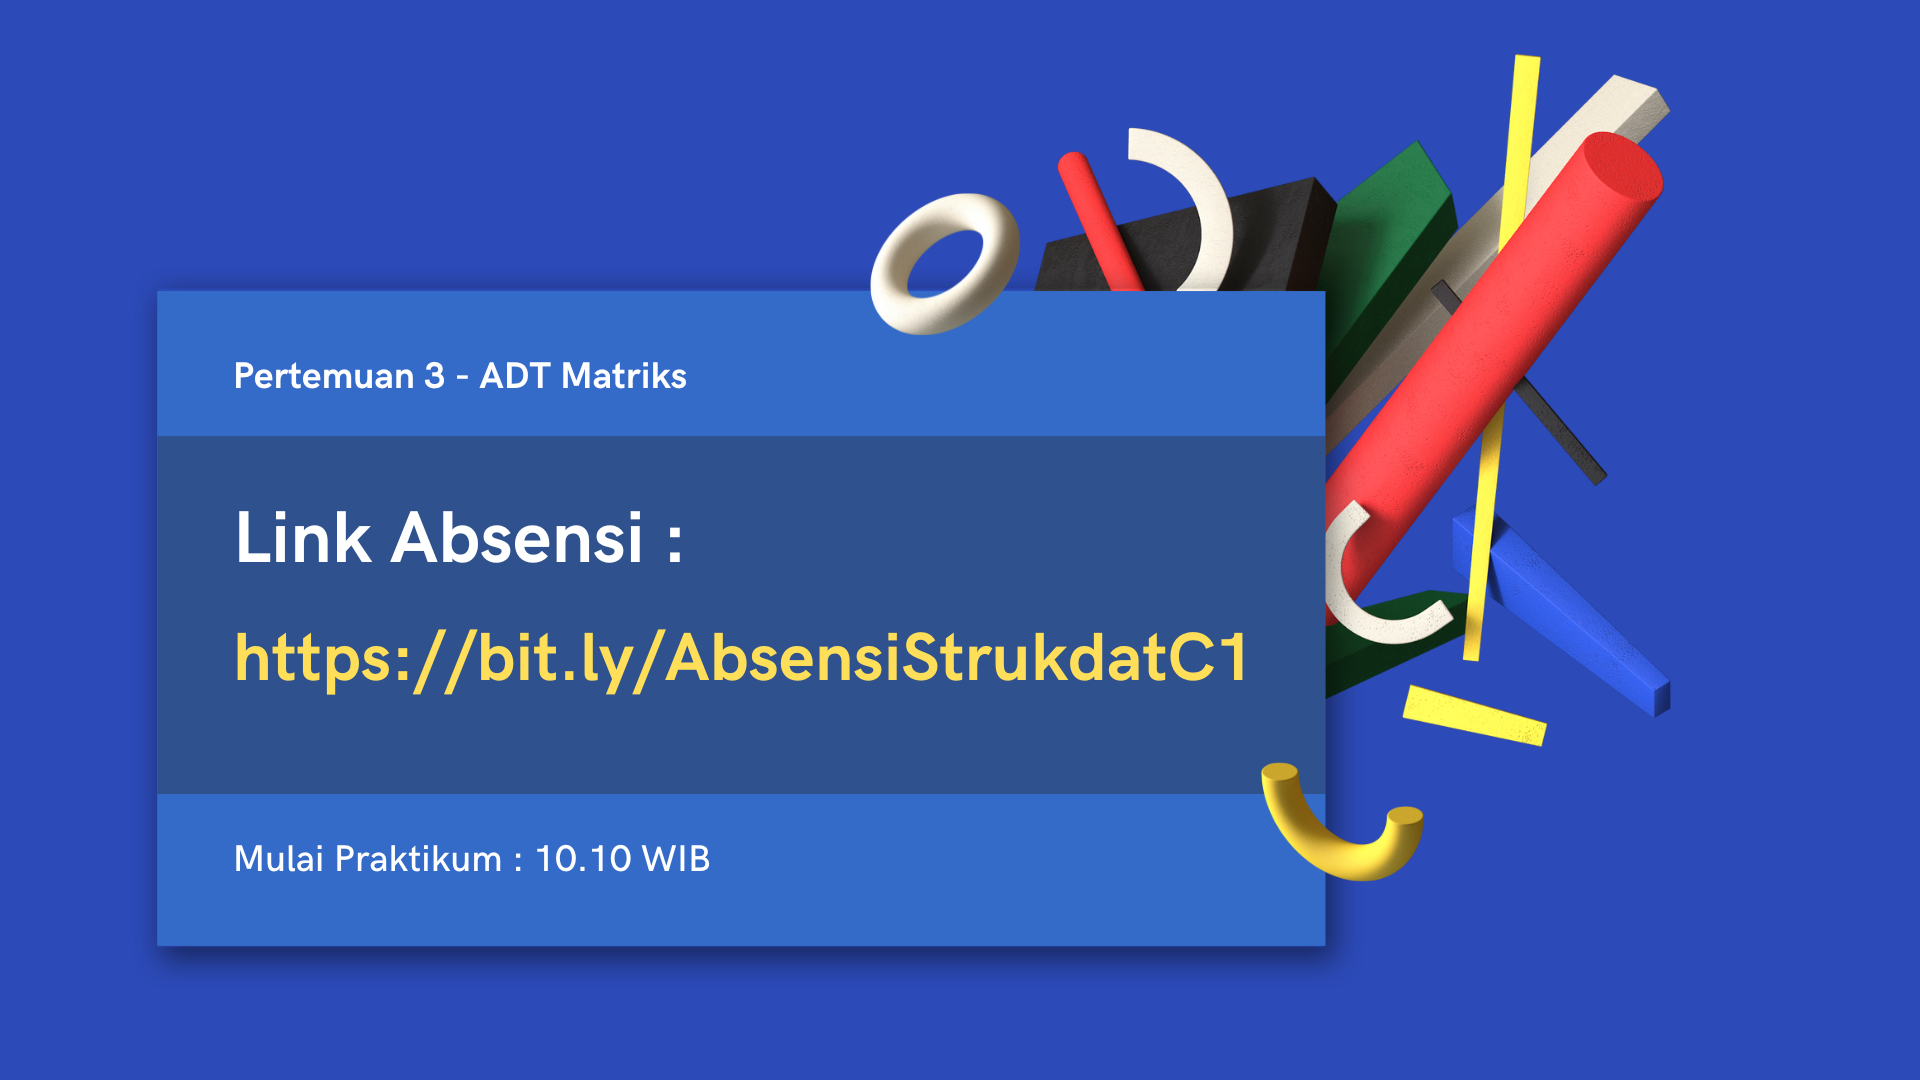 Pertemuan 3 - ADT Matriks
Link Absensi :
https://bit.ly/AbsensiStrukdatC1
Mulai Praktikum : 10.10 WIB